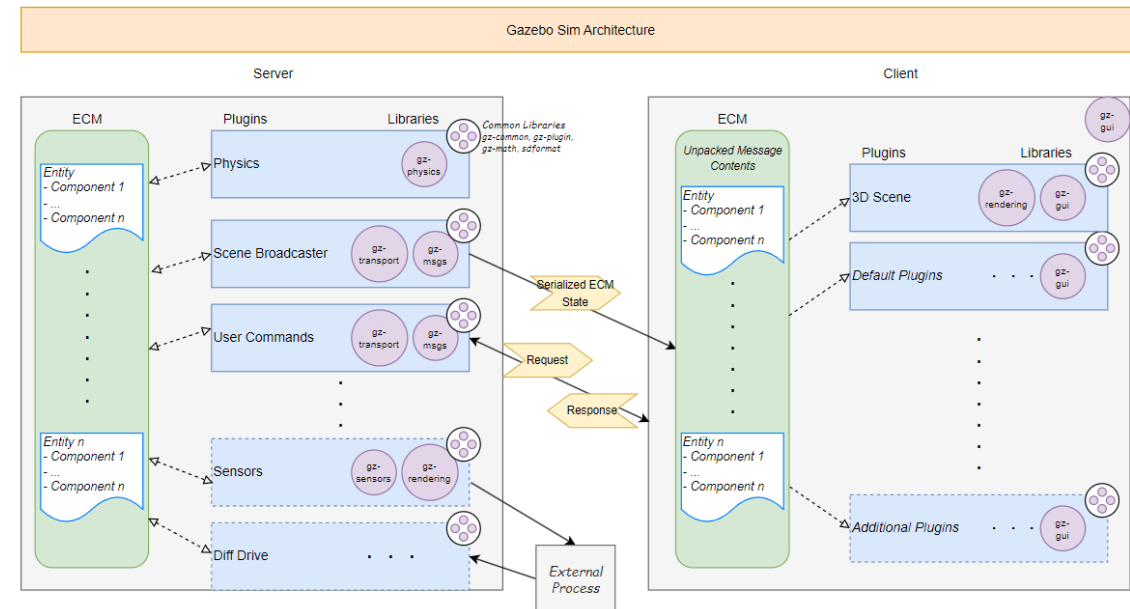 Gazebo Sim Architecture
Server
Client
ECM
Plugins
Libraries
Common Libraries
gz-common, gz-plugin,
gz-math, sdformat
Entity
- Component 1
- ...
- Component n
Physics
gz-
physics
Scene Broadcaster
gz-
transport
gz-
msgs
User Commands
gz-
transport
gz-
msgs
Entity n
- Component 1
- ...
- Component n
Sensors
gz-
sensors
gz-
rendering
Diff Drive
. . .
Serialized ECM
State
Request
Response
External
Process
ECM
gz-
gui
Unpacked Message
Contents
Plugins
Libraries
Entity
- Component 1
- ...
- Component n
3D Scene
gz-
rendering
gz-
gui
Default Plugins
. . .
gz-
gui
Entity n
- Component 1
- ...
- Component n
Additional Plugins
. . .
gz-
gui